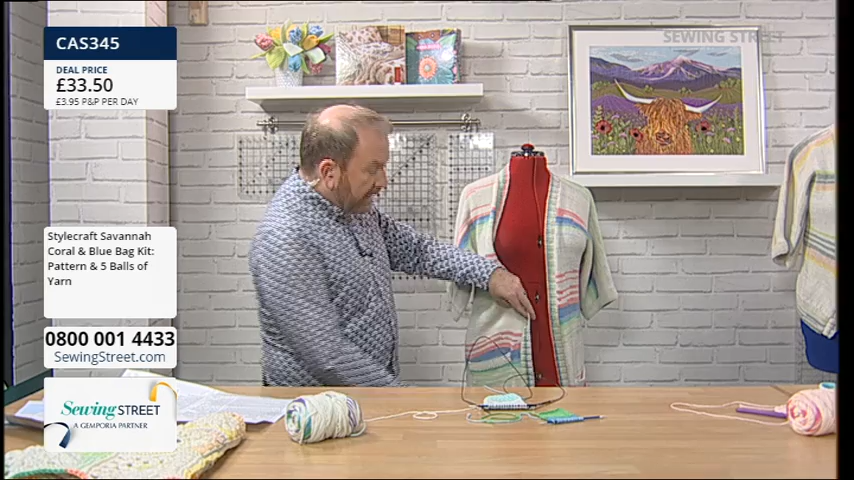 CAS345
SEWING STREET
DEAL PRICE
£33.50
£3.95 P&P PER DAY
Stylecraft Savannah
Coral & Blue Bag Kit:
Pattern & 5 Balls of
Yarn
0800 001 4433
SewingStreet.com
Sewing STREET
A GEMPORIA PARTNER